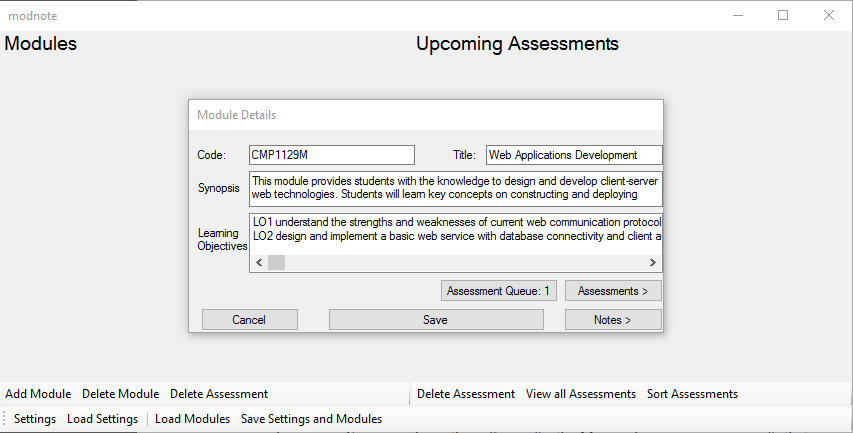 modnote
Modules
Upcoming Assessments
Module Details
Code: CMP1129M Title: Web Applications Development
Synopsis
This module provides students with the knowledge to design and develop client-server
web technologies. Students will learn key concepts on constructing and deploying
Learning
Objectives
LO1 understand the strengths and weaknesses of current web communication protocol
LO2 design and implement a basic web service with database connectivity and client a
Assessment Queue: 1 Assessments >
Cancel Save Notes >
Add Module Delete Module Delete Assessment Delete Assessment View all Assessments Sort Assessments
Settings Load Settings Load Modules Save Settings and Modules